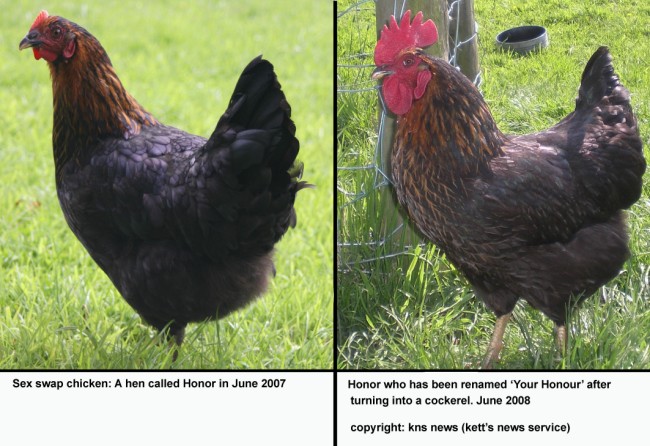 Sex swap chicken: A hen called Honor in June 2007
Honor who has been renamed ‘Your Honour’ after
turning into a cockerel. June 2008
copyright: kns news (kett’s news service)